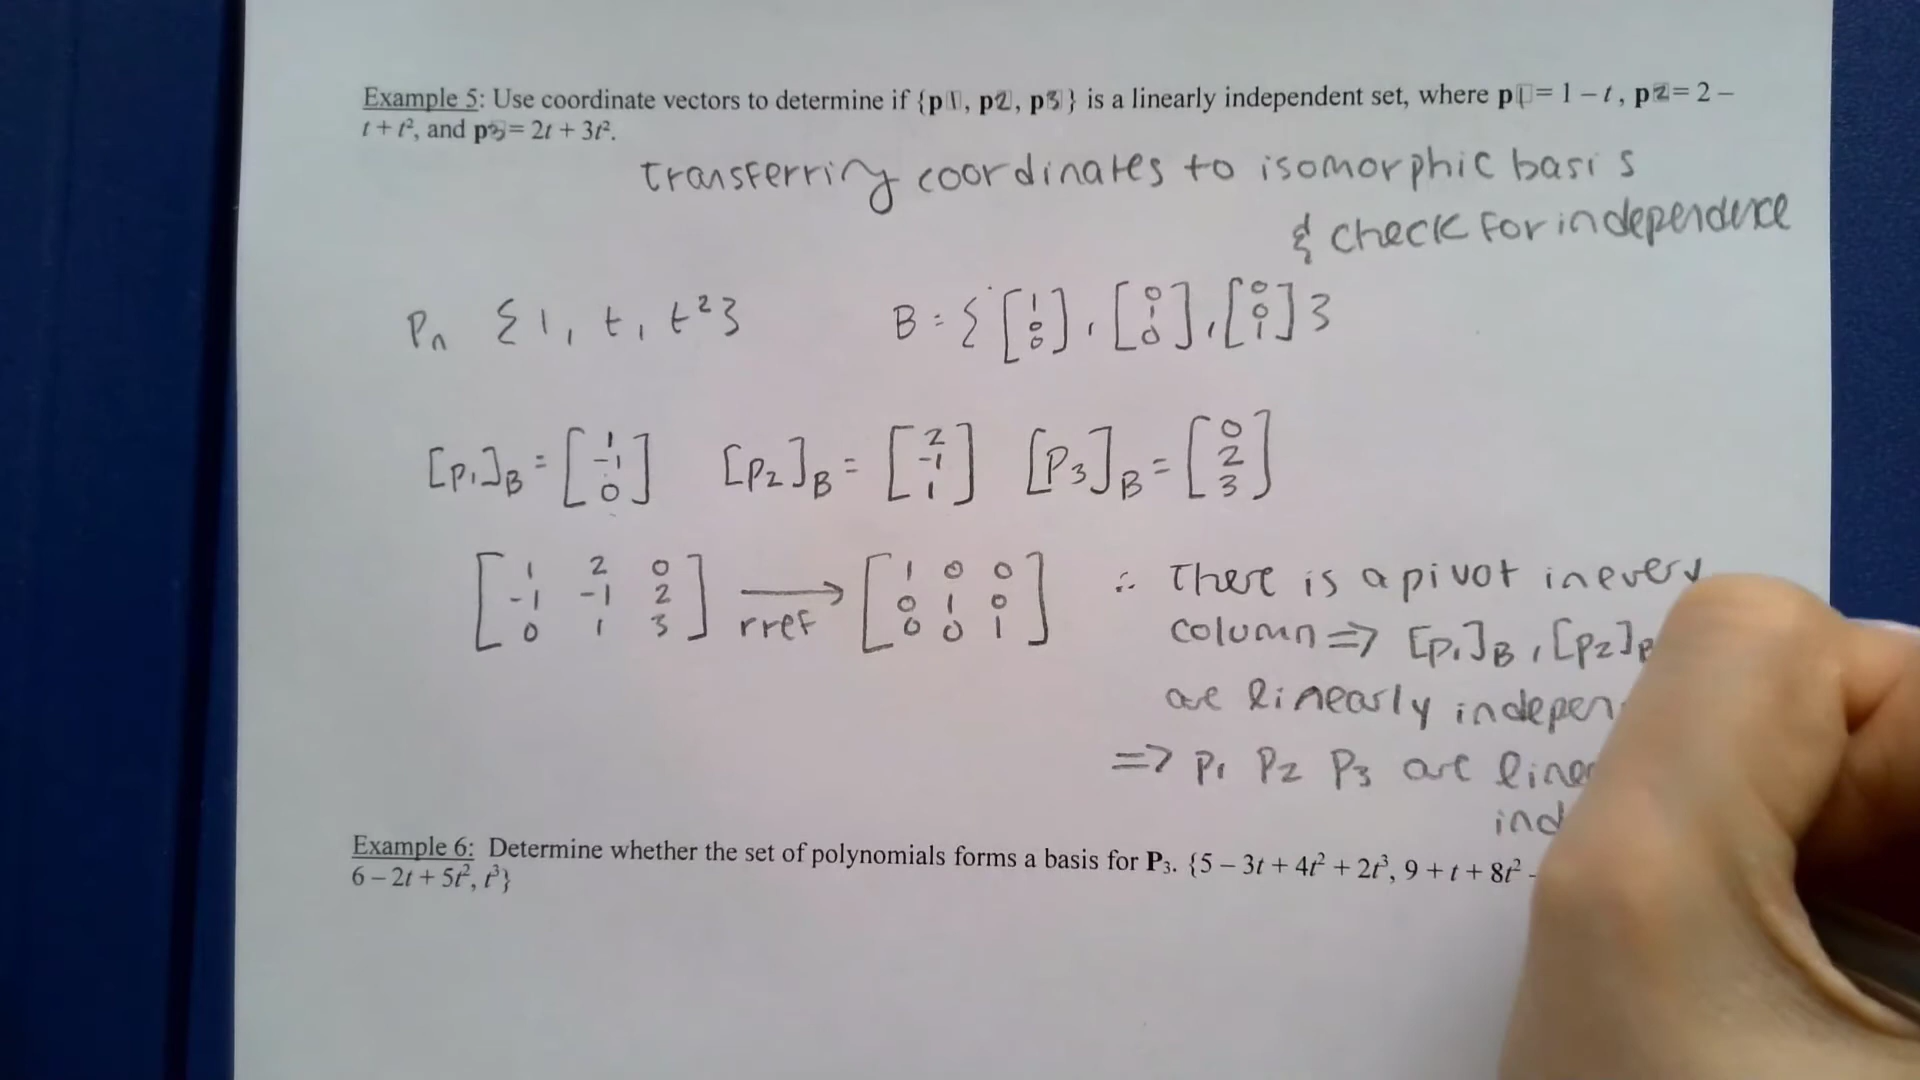 Example 5: Use coordinate vectors to determine if {p1, p2, p3} is a linearly independent set, where p1 = 1 – t, p2 = 2 –
t + t², and p3 = 2t + 3t².
transferring coordinates to isomorphic basis
& check for independence
Pn {1, t, t²}
B = {[1 0 0], [0 1 0], [0 0 1]}
[p1]B = [1 -1 0] [p2]B = [2 -1 1] [P3]B = [0 2 3]
[1 2 0
-1 -1 2
0 1 3] → rref [1 0 0
0 1 0
0 0 1]
∴ There is a pivot in every
column => [p1]B, [p2]B
are linearly indepen
=> p1 p2 p3 are linea
ind
Example 6: Determine whether the set of polynomials forms a basis for P3. {5 – 3t + 4t² + 2t³, 9 + t + 8t² -
6 – 2t + 5t², t³}